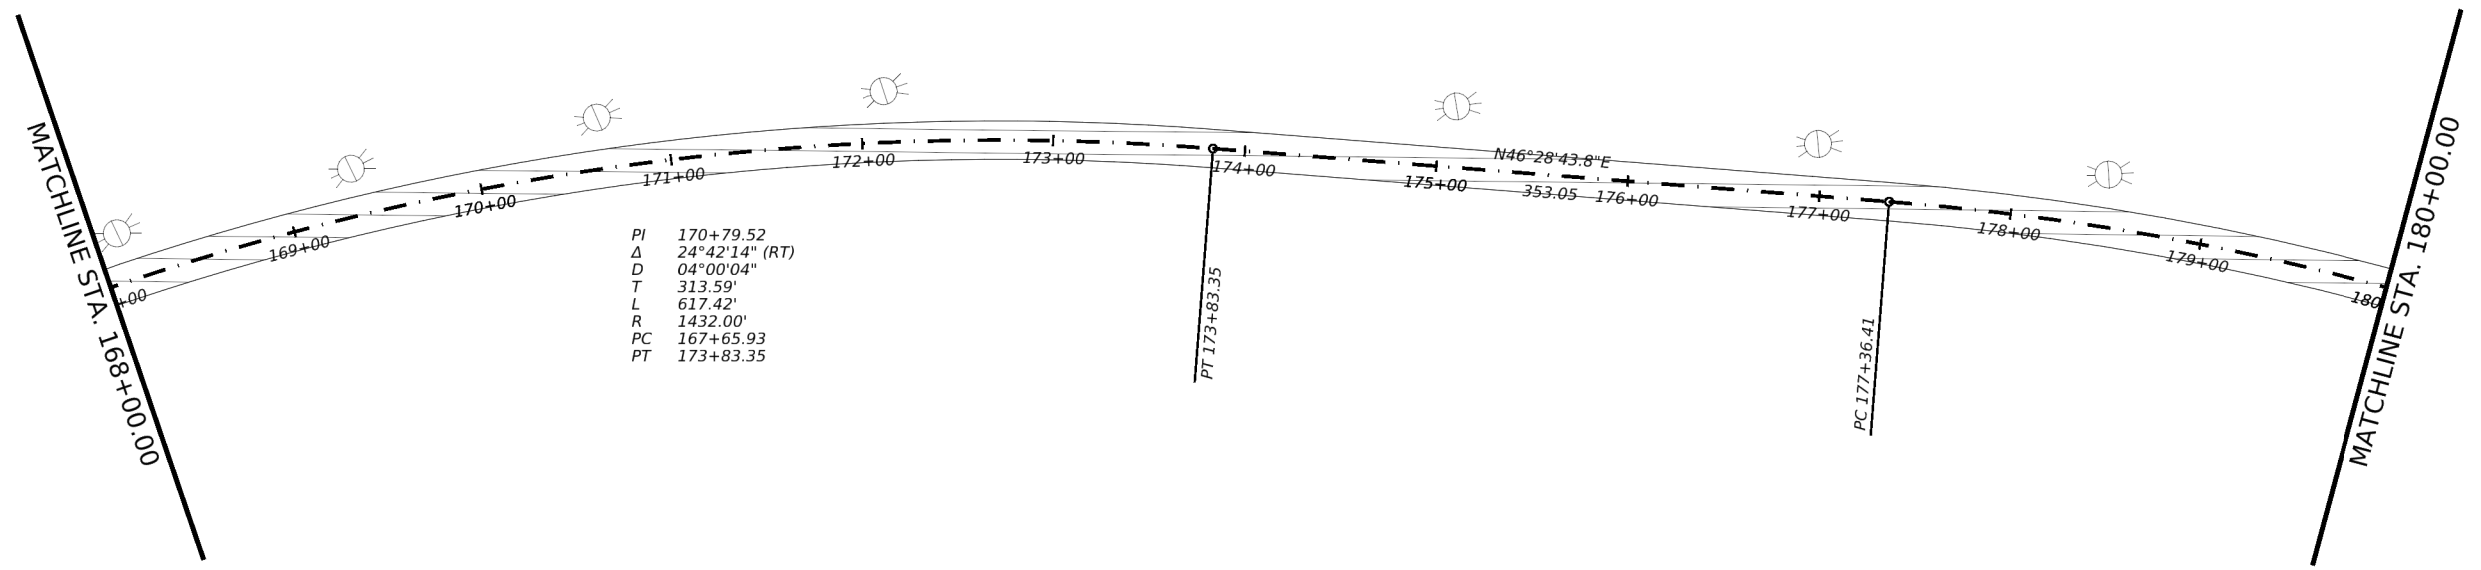 MATCHLINE STA. 168+00.00
+00
169+00
170+00
171+00
172+00
173+00
174+00
175+00
N46°28'43.8"E
353.05
176+00
177+00
178+00
179+00
180
MATCHLINE STA. 180+00.00
PI 170+79.52
Δ 24°42'14" (RT)
D 04°00'04"
T 313.59'
L 617.42'
R 1432.00'
PC 167+65.93
PT 173+83.35
PT 173+83.35
PC 177+36.41